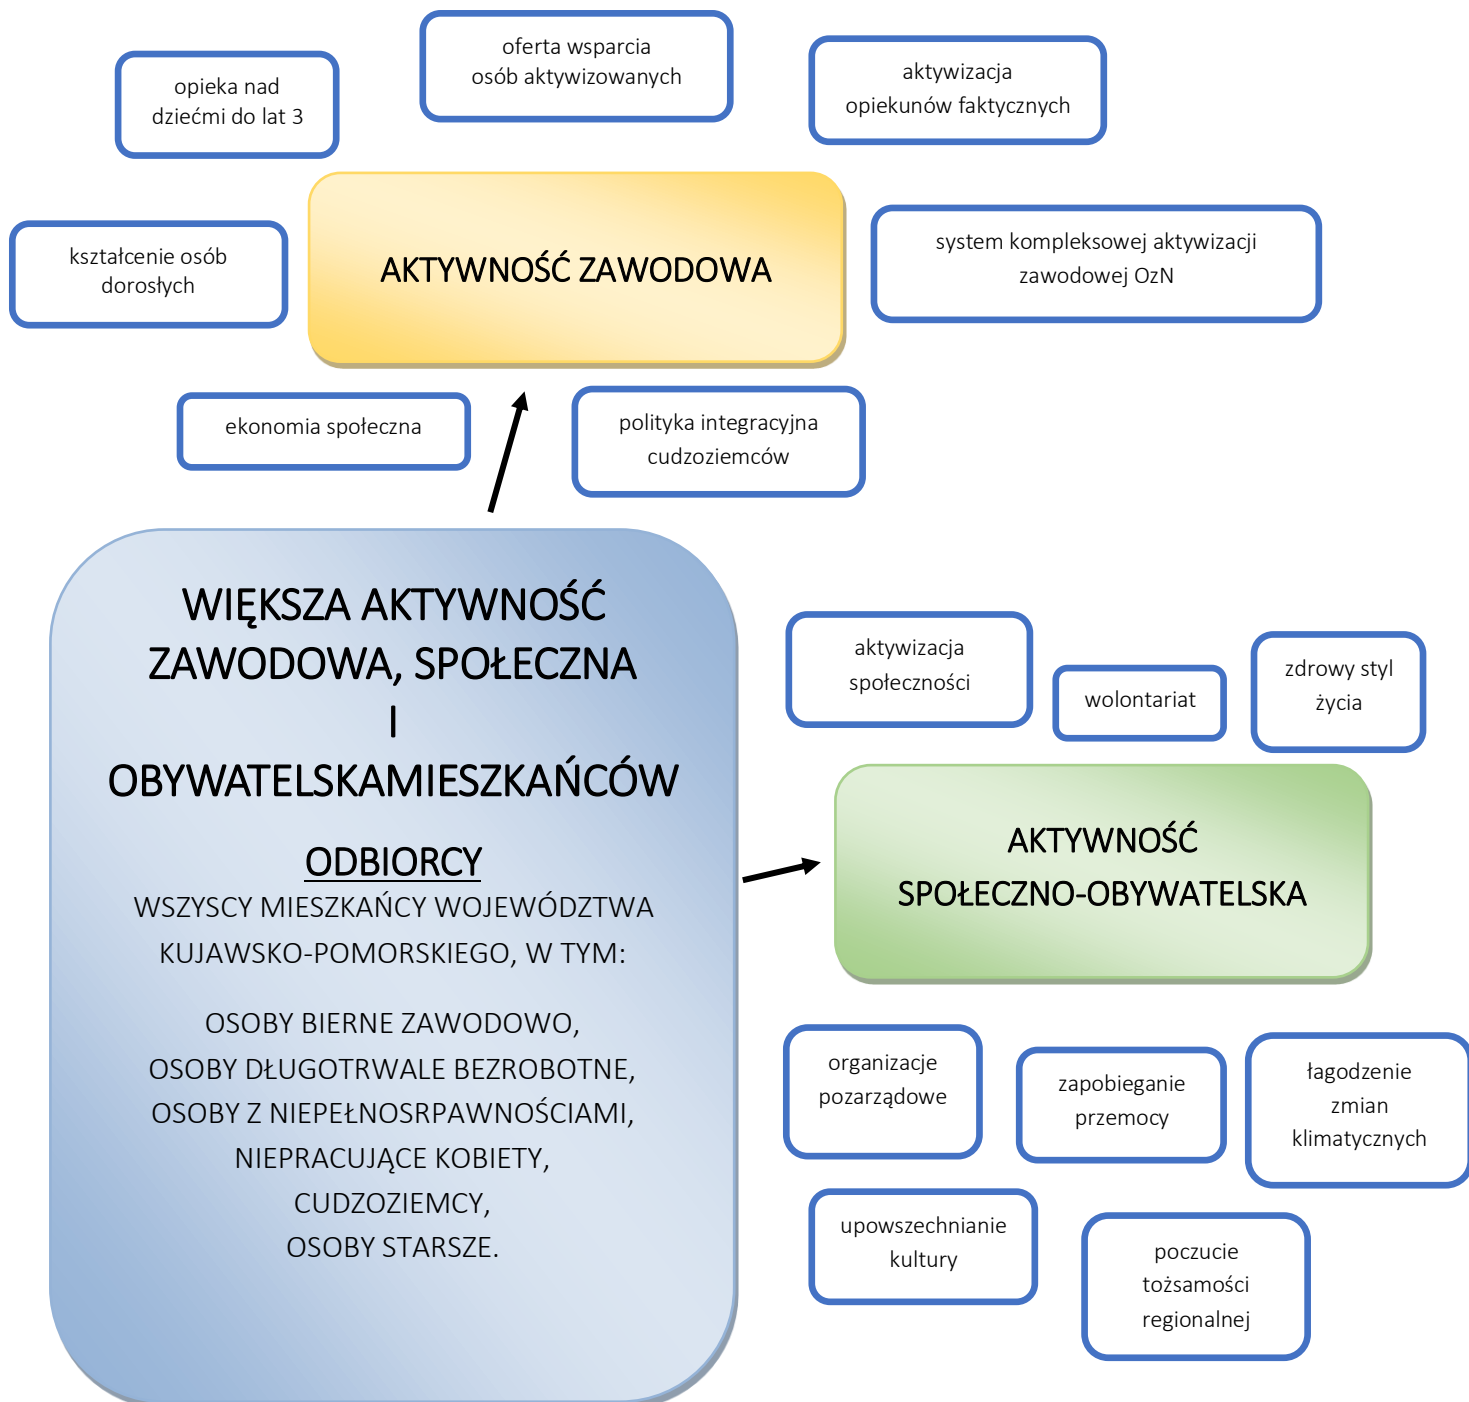 oferta wsparcia
osób aktywizowanych
opieka nad
dziećmi do lat 3
aktywizacja
opiekunów faktycznych
kształcenie osób
dorosłych
AKTYWNOŚĆ ZAWODOWA
system kompleksowej aktywizacji
zawodowej OzN
ekonomia społeczna
polityka integracyjna
cudzoziemców
WIĘKSZA AKTYWNOŚĆ
ZAWODOWA, SPOŁECZNA
I
OBYWATELSKAMIESZKAŃCÓW
ODBIORCY
WSZYSCY MIESZKAŃCY WOJEWÓDZTWA
KUJAWSKO-POMORSKIEGO, W TYM:
OSOBY BIERNE ZAWODOWO,
OSOBY DŁUGOTRWALE BEZROBOTNE,
OSOBY Z NIEPEŁNOSRPAWNOŚCIAMI,
NIEPRACUJĄCE KOBIETY,
CUDZOZIEMCY,
OSOBY STARSZE.
aktywizacja
społeczności
wolontariat
zdrowy styl
życia
AKTYWNOŚĆ
SPOŁECZNO-OBYWATELSKA
organizacje
pozarządowe
zapobieganie
przemocy
łagodzenie
zmian
klimatycznych
upowszechnianie
kultury
poczucie
tożsamości
regionalnej